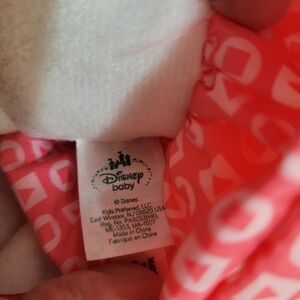 Disney
baby
© Disney.
Kids Preferred, LLC
East Windsor, NJ 08520 USA
Made in China
Fabriqué en Chine